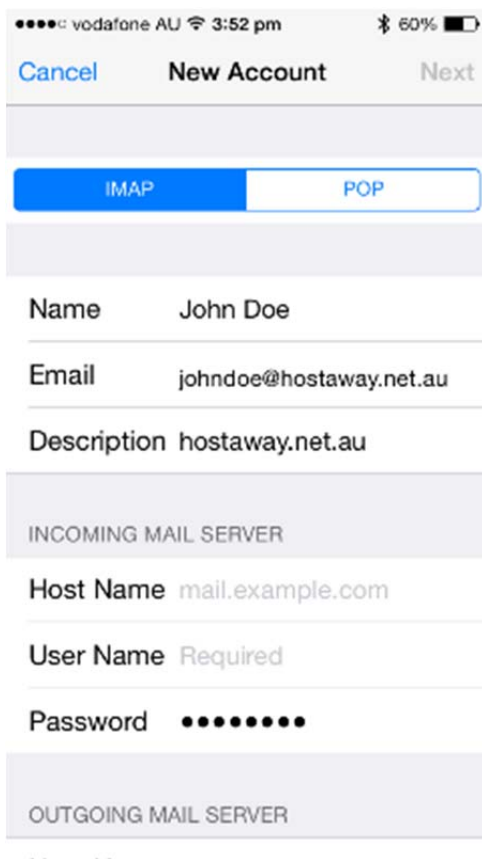 vodafone AU 3:52 pm 60%
Cancel New Account Next
IMAP POP
Name John Doe
Email johndoe@hostaway.net.au
Description hostaway.net.au
INCOMING MAIL SERVER
Host Name mail.example.com
User Name Required
Password ●●●●●●●●
OUTGOING MAIL SERVER